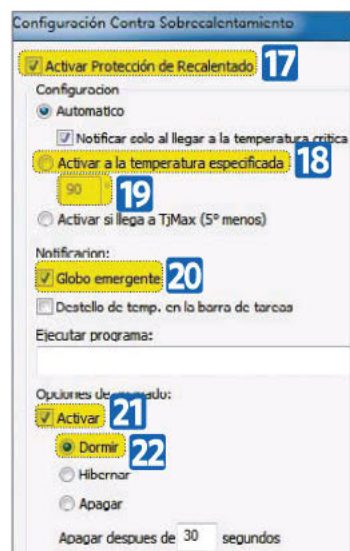 Configuración Contra Sobrecalentamiento
Activar Protección de Recalentado 17
Configuracion
Automatico
Notificar solo al llegar a la temperatura critica
Activar a la temperatura especificada 18
90 ° 19
Activar si llega a TjMax (5º menos)
Notificacion:
Globo emergente 20
Destello de temp. en la barra de tareas
Ejecutar programa:
Opciones de
Activar 21
Dormir 22
Hibernar
Apagar
Apagar despues de 30 segundos